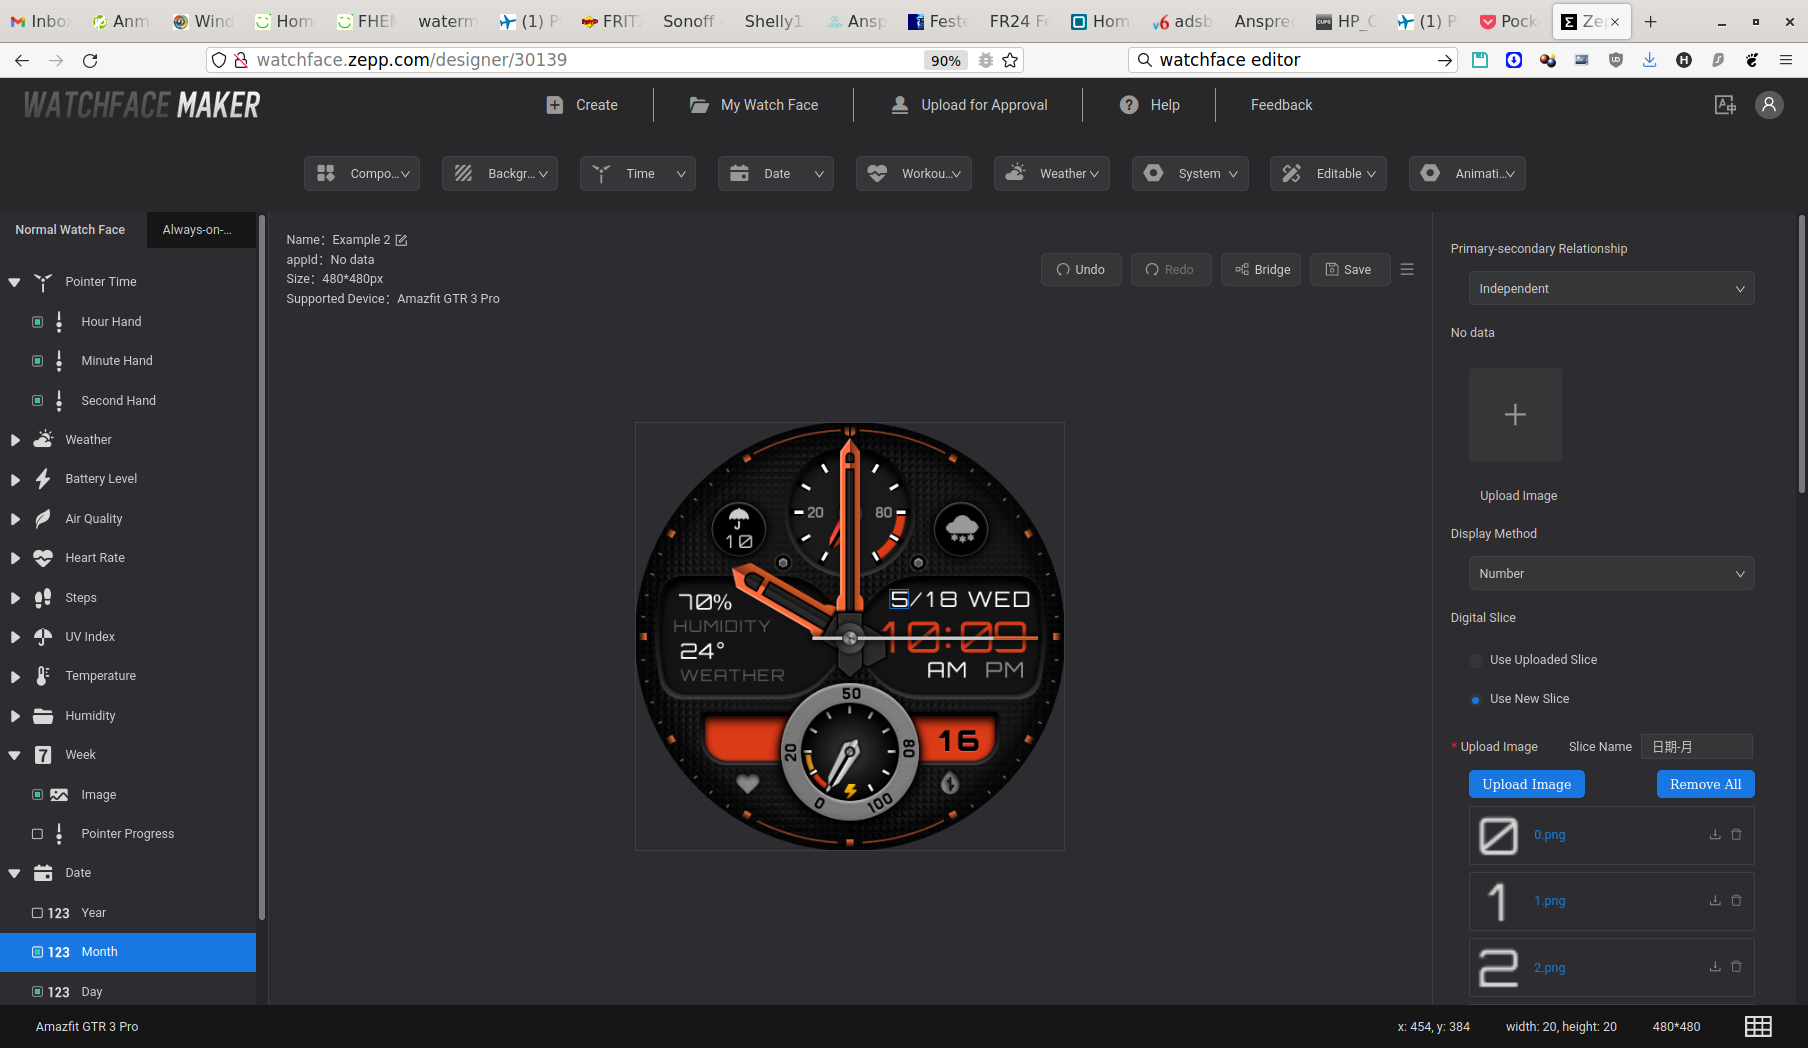 Inbo
Anm
Wind
Hom
FHEM
waterm
(1) P
FRITZ
Sonoff
Shelly1
Ansp
Feste
FR24 Fe
Hom
adsb
Anspre
HP_C
(1) P
Pock
Zep
watchface.zepp.com/designer/30139
90%
watchface editor
WATCHFACE MAKER
Create
My Watch Face
Upload for Approval
Help
Feedback
Compo...
Backgr...
Time
Date
Workou...
Weather
System
Editable
Animati...
Normal Watch Face
Always-on-...
Pointer Time
Hour Hand
Minute Hand
Second Hand
Weather
Battery Level
Air Quality
Heart Rate
Steps
UV Index
Temperature
Humidity
Week
Image
Pointer Progress
Date
123 Year
123 Month
123 Day
Name：Example 2
appId：No data
Size：480*480px
Supported Device：Amazfit GTR 3 Pro
Undo
Redo
Bridge
Save
20
80
10
70%
HUMIDITY
24°
WEATHER
5/18 WED
10:09
AM PM
50
20
80
16
0
100
Primary-secondary Relationship
Independent
No data
Upload Image
Display Method
Number
Digital Slice
Use Uploaded Slice
Use New Slice
* Upload Image
Slice Name
日期-月
Upload Image
Remove All
0
0.png
1
1.png
2
2.png
Amazfit GTR 3 Pro
x: 454, y: 384
width: 20, height: 20
480*480